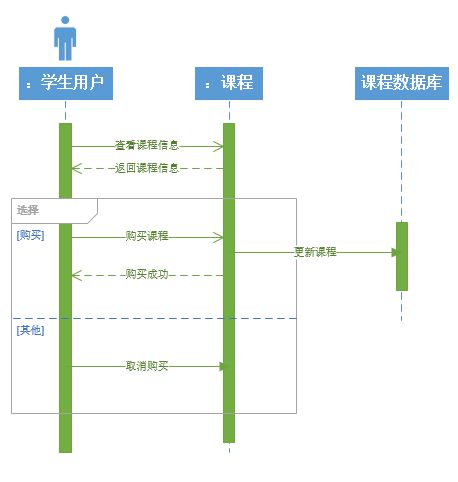 ：学生用户
：课程
课程数据库
查看课程信息
返回课程信息
选择
[购买]
购买课程
更新课程
购买成功
[其他]
取消购买